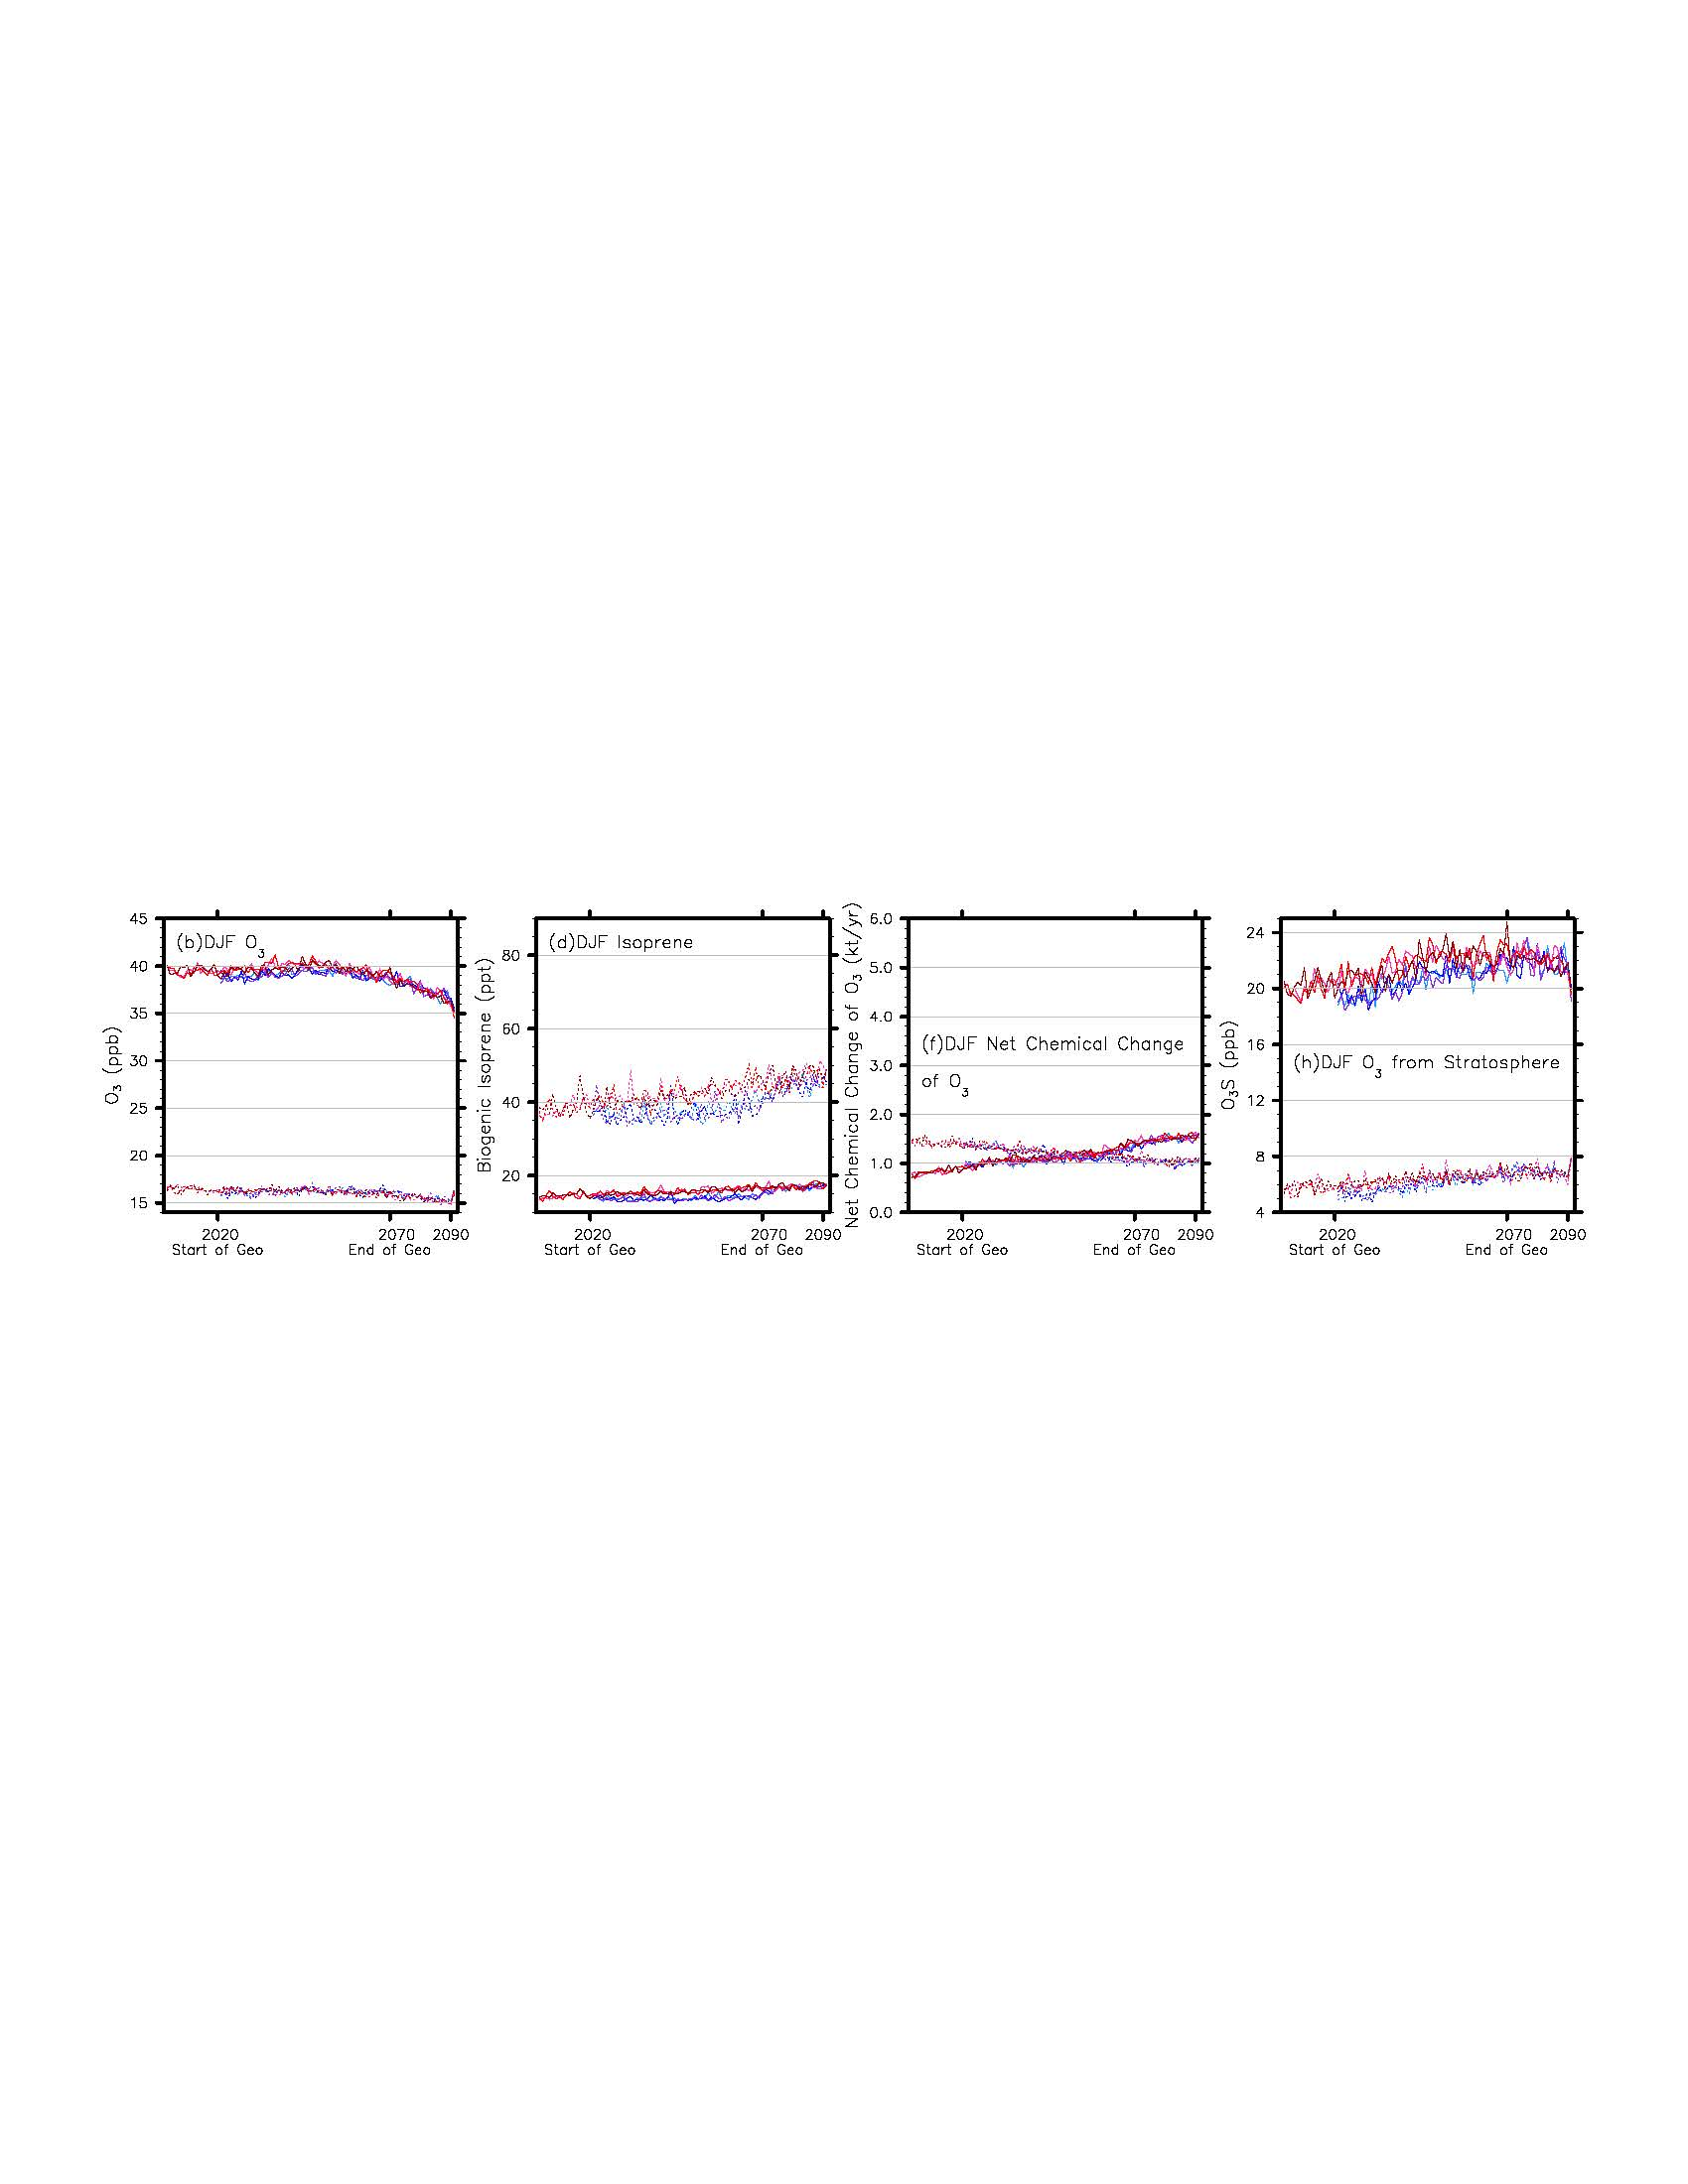 O3 (ppb)
45
40
35
30
25
20
15
(b)DJF O3
2020
2070
2090
Start of Geo
End of Geo
Biogenic Isoprene (ppt)
80
60
40
20
(d)DJF Isoprene
2020
2070
2090
Start of Geo
End of Geo
Net Chemical Change of O3 (kt/yr)
6.0
5.0
4.0
3.0
2.0
1.0
0.0
(f)DJF Net Chemical Change
of O3
2020
2070
2090
Start of Geo
End of Geo
O3S (ppb)
24
20
16
12
8
4
(h)DJF O3 from Stratosphere
2020
2070
2090
Start of Geo
End of Geo